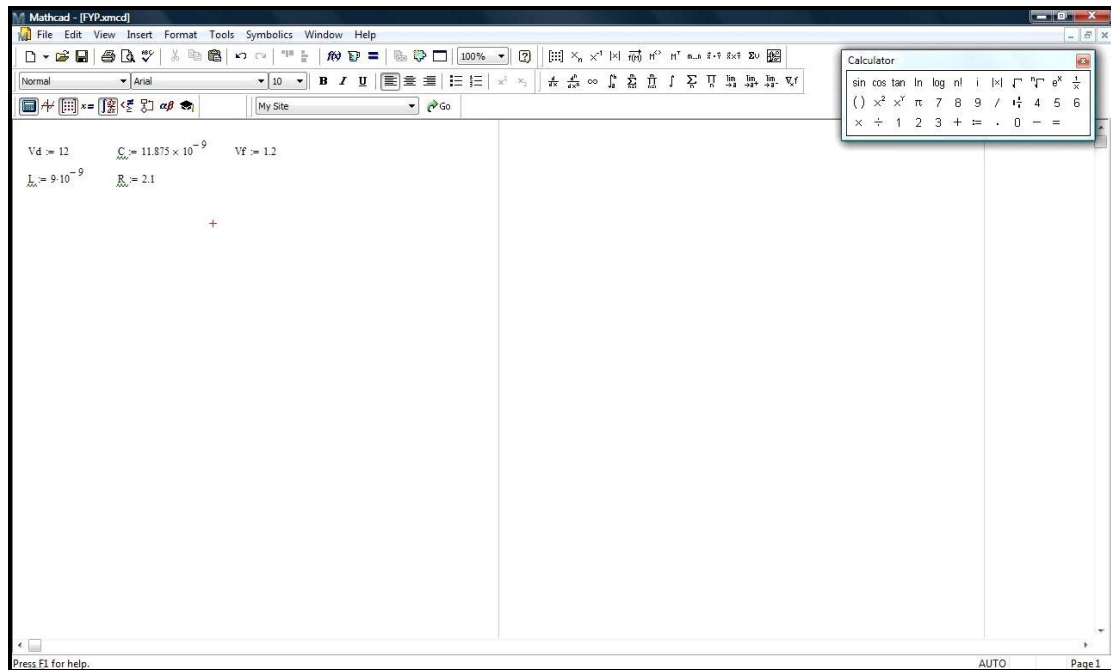 Mathcad - [FYP.xmcd]
File Edit View Insert Format Tools Symbolics Window Help
100%
Normal Arial 10 B I U
My Site Go
Calculator
sin cos tan ln log n! i |x| √ ⁿ√ eˣ 1/x
( ) x² xʸ π 7 8 9 / 4 5 6
× ÷ 1 2 3 + := . 0 − =
Vd := 12 C := 11.875 × 10⁻⁹ Vf := 1.2
L := 9·10⁻⁹ R := 2.1
Press F1 for help. AUTO Page 1